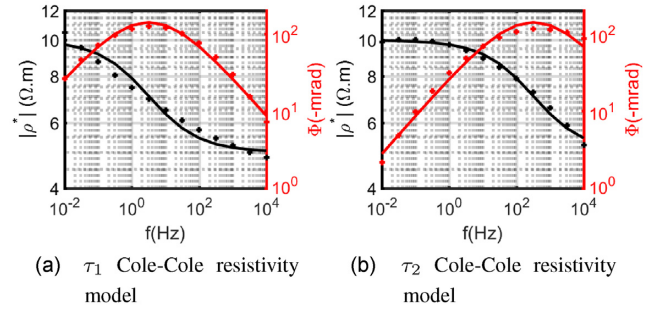 12
10
8
6
4
|ρ*| (Ω.m)
10^-2 10^0 10^2 10^4
f(Hz)
10^2
10^1
10^0
Φ(-mrad)
12
10
8
6
4
|ρ*| (Ω.m)
10^-2 10^0 10^2 10^4
f(Hz)
10^2
10^1
10^0
Φ(-mrad)
(a) τ₁ Cole-Cole resistivity
model
(b) τ₂ Cole-Cole resistivity
model